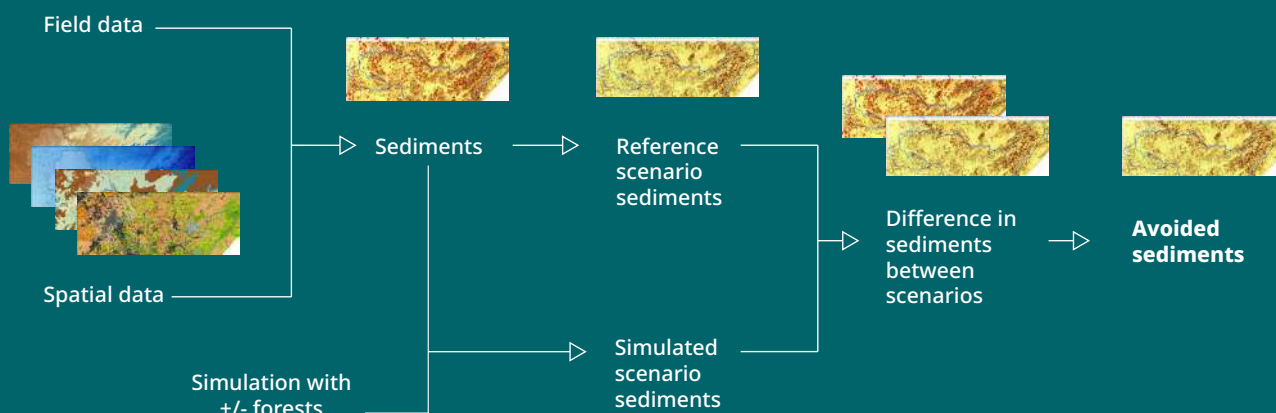 Field data
Spatial data
Sediments
Reference
scenario
sediments
Simulation with
+/- forests
Simulated
scenario
sediments
Difference in
sediments
between
scenarios
Avoided
sediments